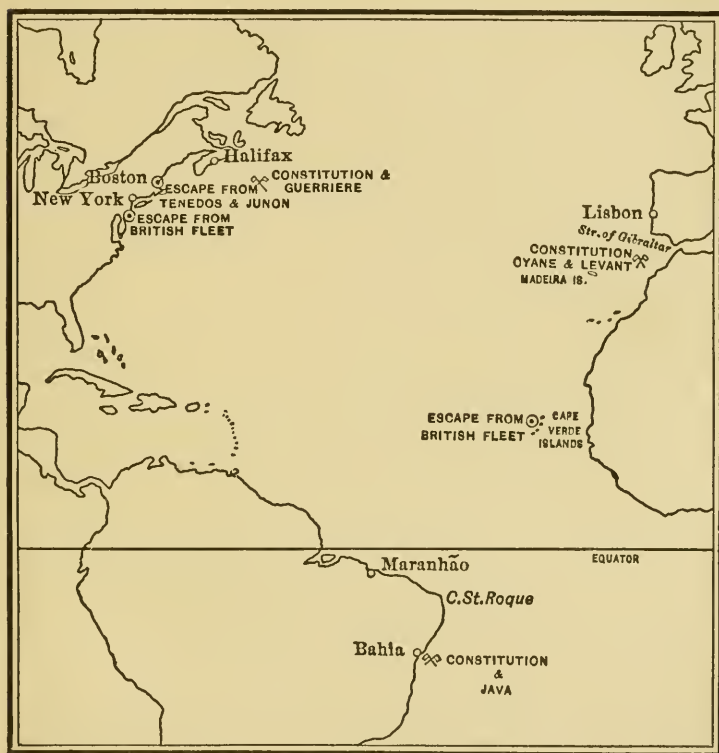 Halifax
Boston
CONSTITUTION &
GUERRIERE
ESCAPE FROM
TENEDOS & JUNON
New York
ESCAPE FROM
BRITISH FLEET
Lisbon
Str. of Gibraltar
CONSTITUTION
CYANE & LEVANT
MADEIRA IS.
ESCAPE FROM
BRITISH FLEET
CAPE
VERDE
ISLANDS
EQUATOR
Maranhão
C.St.Roque
Bahia
CONSTITUTION
&
JAVA